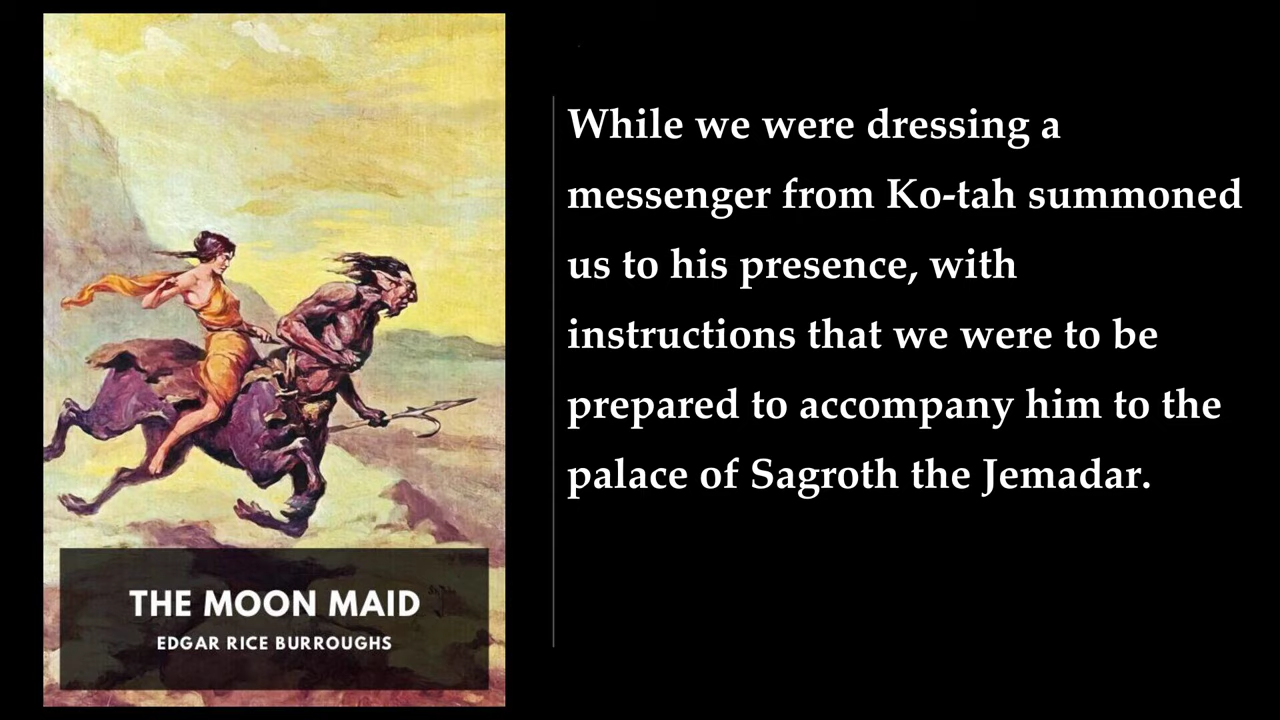 THE MOON MAID
EDGAR RICE BURROUGHS
While we were dressing a
messenger from Ko-tah summoned
us to his presence, with
instructions that we were to be
prepared to accompany him to the
palace of Sagroth the Jemadar.